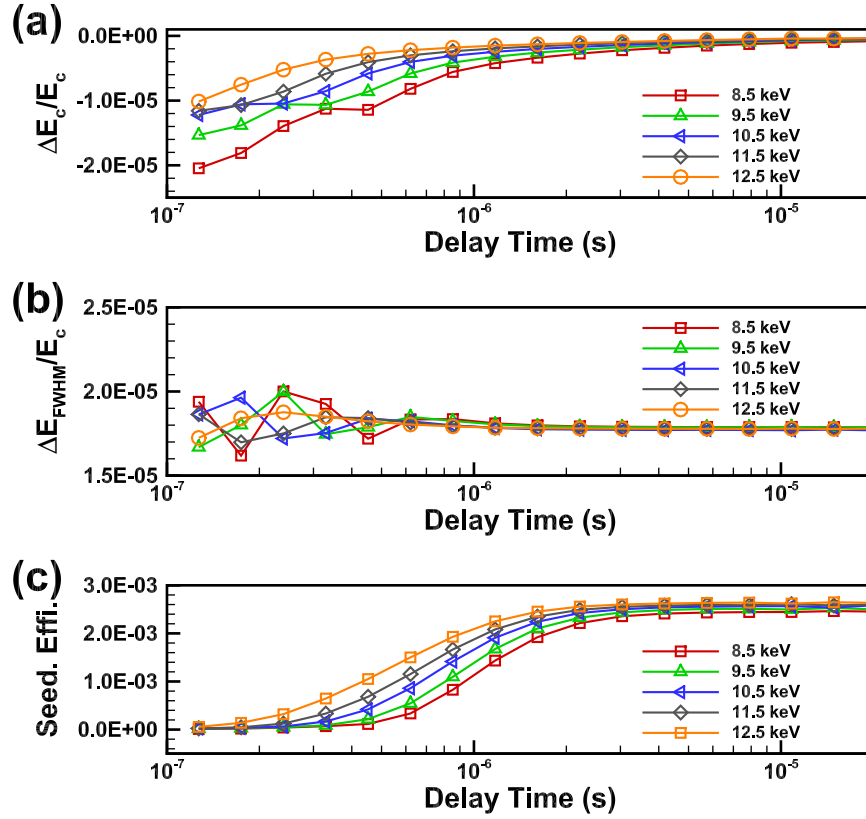 (a)
0.0E+00
-1.0E-05
-2.0E-05
ΔE_c/E_c
8.5 keV
9.5 keV
10.5 keV
11.5 keV
12.5 keV
10^-7
10^-6
10^-5
Delay Time (s)
(b)
2.5E-05
2.0E-05
1.5E-05
ΔE_FWHM/E_c
8.5 keV
9.5 keV
10.5 keV
11.5 keV
12.5 keV
10^-7
10^-6
10^-5
Delay Time (s)
(c)
3.0E-03
2.0E-03
1.0E-03
0.0E+00
Seed. Effi.
8.5 keV
9.5 keV
10.5 keV
11.5 keV
12.5 keV
10^-7
10^-6
10^-5
Delay Time (s)